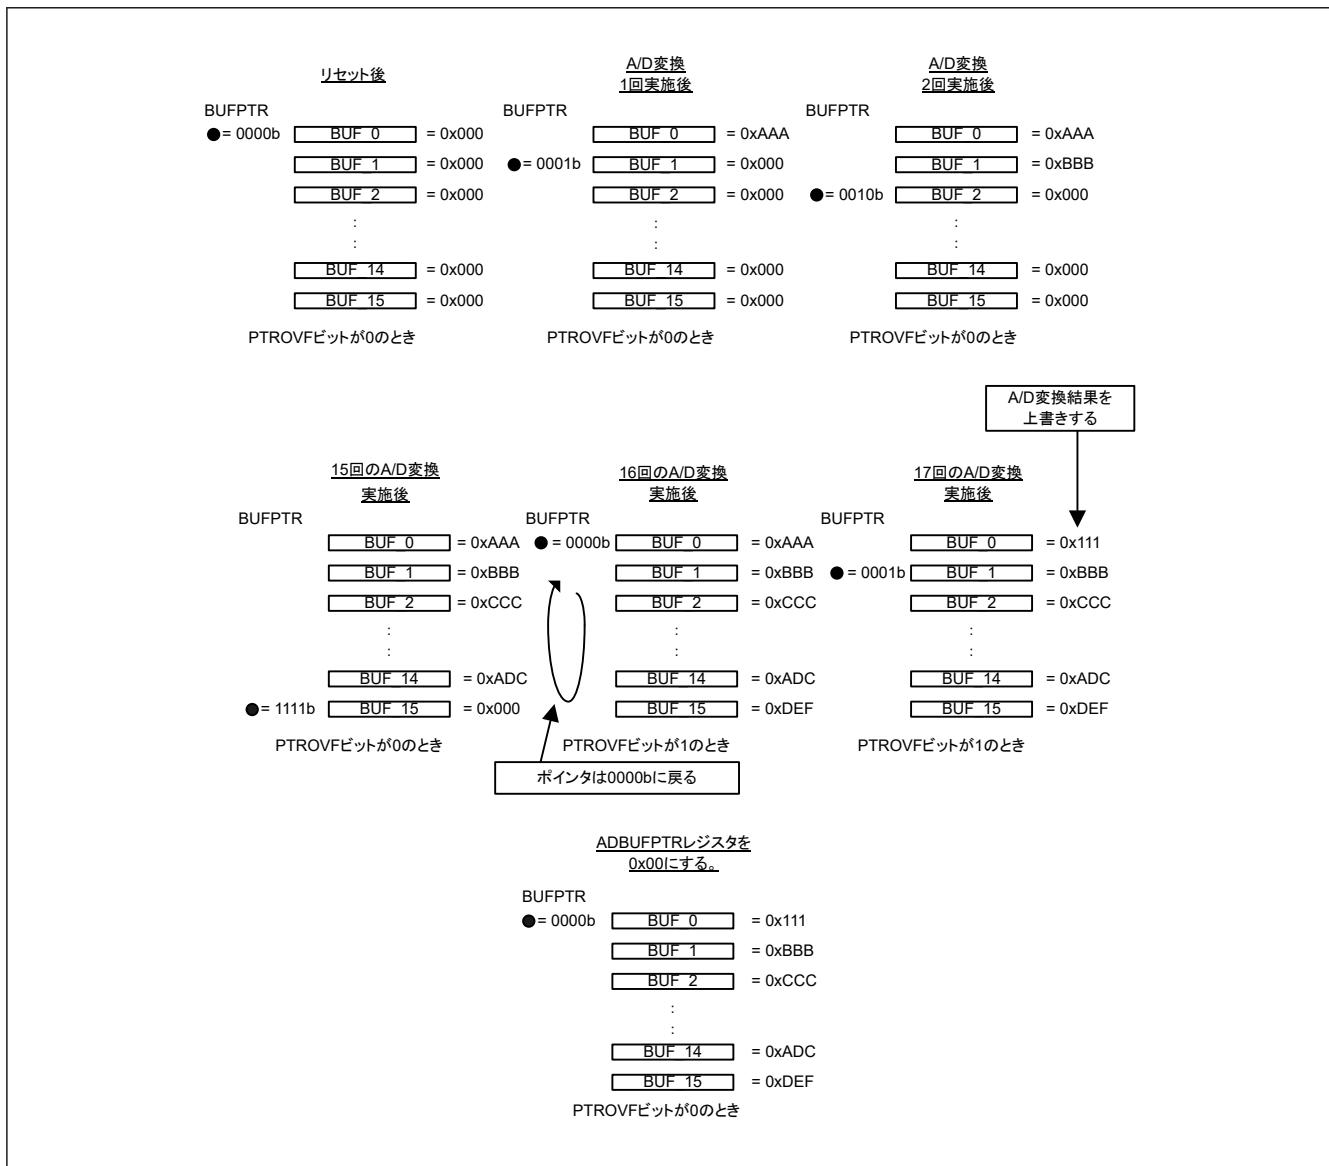 リセット後
BUFPTR
●= 0000b
BUF_0 = 0x000
BUF_1 = 0x000
BUF_2 = 0x000
:
:
BUF_14 = 0x000
BUF_15 = 0x000
PTROVFビットが0のとき
A/D変換
1回実施後
BUFPTR
BUF_0 = 0xAAA
●= 0001b BUF_1 = 0x000
BUF_2 = 0x000
:
:
BUF_14 = 0x000
BUF_15 = 0x000
PTROVFビットが0のとき
A/D変換
2回実施後
BUFPTR
BUF_0 = 0xAAA
BUF_1 = 0xBBB
●= 0010b BUF_2 = 0x000
:
:
BUF_14 = 0x000
BUF_15 = 0x000
PTROVFビットが0のとき
15回のA/D変換
実施後
BUFPTR
BUF_0 = 0xAAA
BUF_1 = 0xBBB
BUF_2 = 0xCCC
:
:
BUF_14 = 0xADC
●= 1111b BUF_15 = 0x000
PTROVFビットが0のとき
16回のA/D変換
実施後
BUFPTR
●= 0000b BUF_0 = 0xAAA
BUF_1 = 0xBBB
BUF_2 = 0xCCC
:
:
BUF_14 = 0xADC
BUF_15 = 0xDEF
PTROVFビットが1のとき
ポインタは0000bに戻る
A/D変換結果を
上書きする
17回のA/D変換
実施後
BUFPTR
BUF_0 = 0x111
●= 0001b BUF_1 = 0xBBB
BUF_2 = 0xCCC
:
:
BUF_14 = 0xADC
BUF_15 = 0xDEF
PTROVFビットが1のとき
ADBUFPTRレジスタを
0x00にする。
BUFPTR
●= 0000b BUF_0 = 0x111
BUF_1 = 0xBBB
BUF_2 = 0xCCC
:
:
BUF_14 = 0xADC
BUF_15 = 0xDEF
PTROVFビットが0のとき